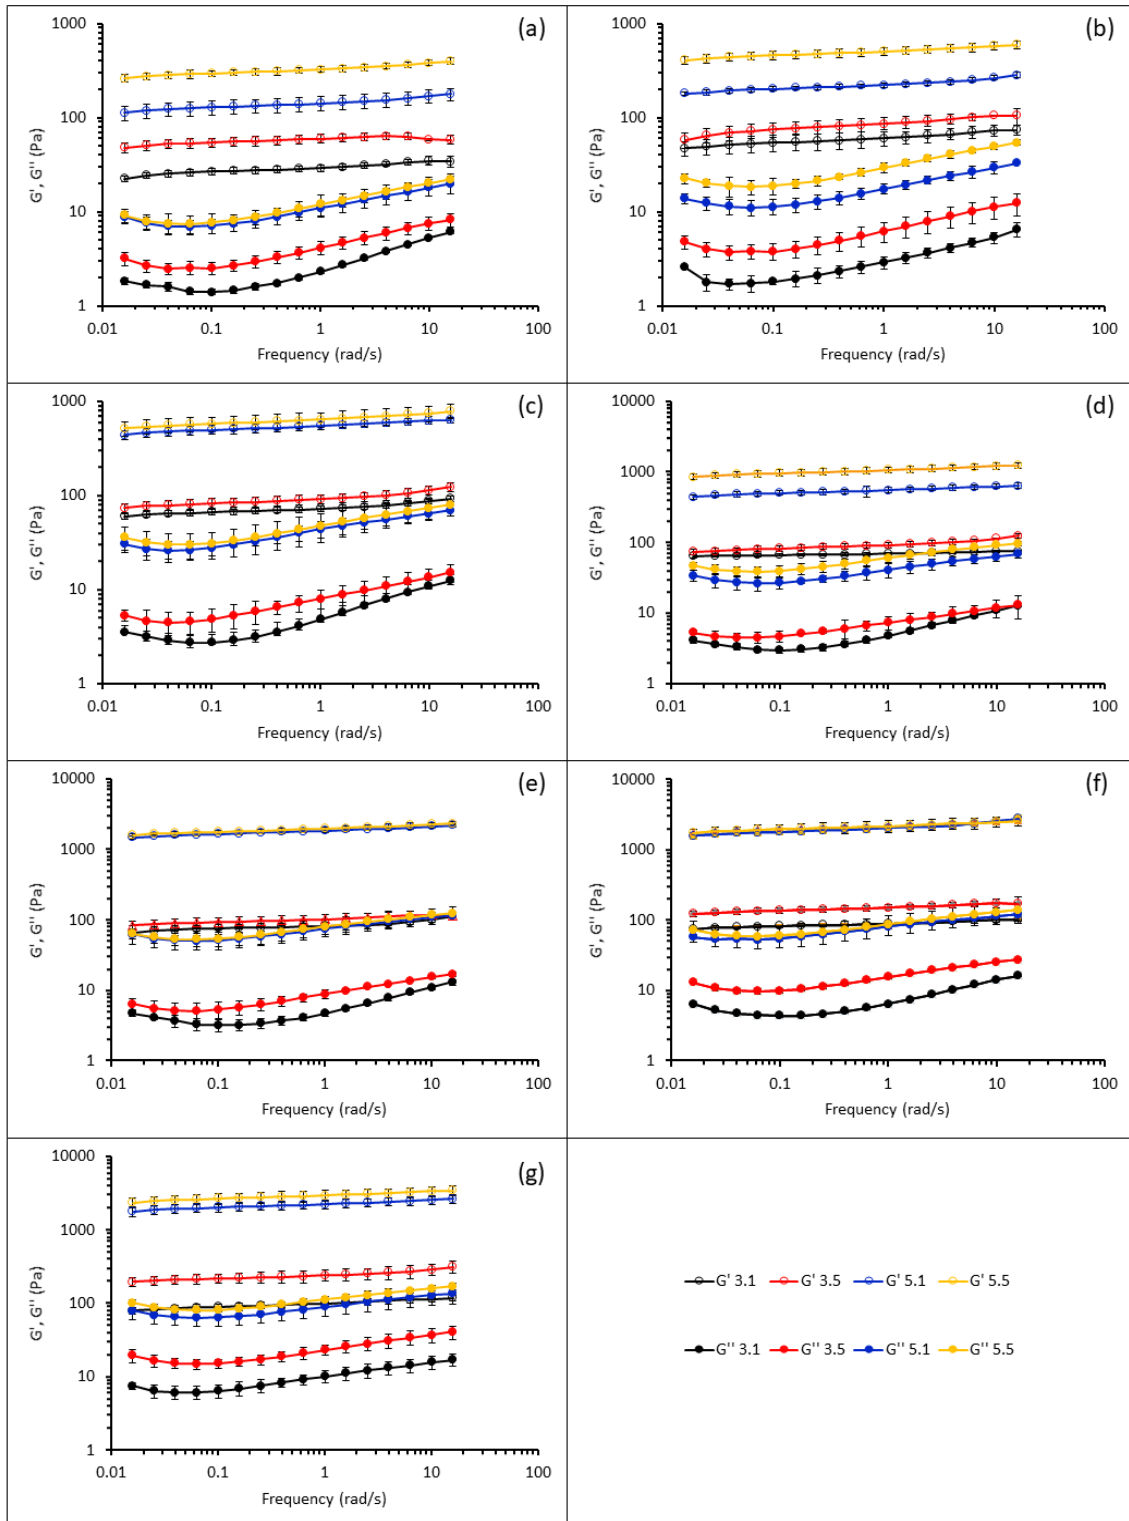 (a)
1000
100
10
1
G', G'' (Pa)
0.01 0.1 1 10 100
Frequency (rad/s)
(b)
1000
100
10
1
G', G'' (Pa)
0.01 0.1 1 10 100
Frequency (rad/s)
(c)
1000
100
10
1
G', G'' (Pa)
0.01 0.1 1 10 100
Frequency (rad/s)
(d)
10000
1000
100
10
1
G', G'' (Pa)
0.01 0.1 1 10 100
Frequency (rad/s)
(e)
10000
1000
100
10
1
G', G'' (Pa)
0.01 0.1 1 10 100
Frequency (rad/s)
(f)
10000
1000
100
10
1
G', G'' (Pa)
0.01 0.1 1 10 100
Frequency (rad/s)
(g)
10000
1000
100
10
1
G', G'' (Pa)
0.01 0.1 1 10 100
Frequency (rad/s)
G' 3.1 G' 3.5 G' 5.1 G' 5.5
G'' 3.1 G'' 3.5 G'' 5.1 G'' 5.5